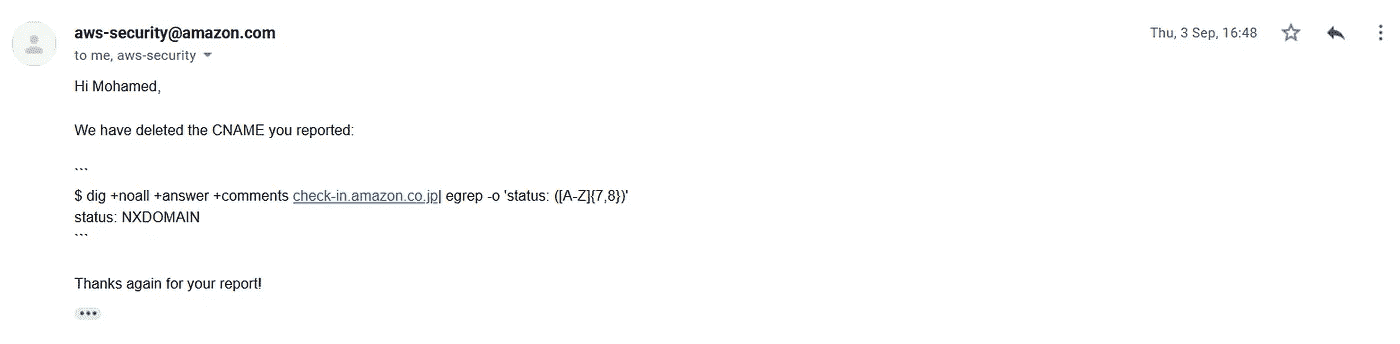 aws-security@amazon.com
Thu, 3 Sep, 16:48
to me, aws-security
Hi Mohamed,
We have deleted the CNAME you reported:
```
$ dig +noall +answer +comments check-in.amazon.co.jp| egrep -o 'status: ([A-Z]{7,8})'
status: NXDOMAIN
```
Thanks again for your report!